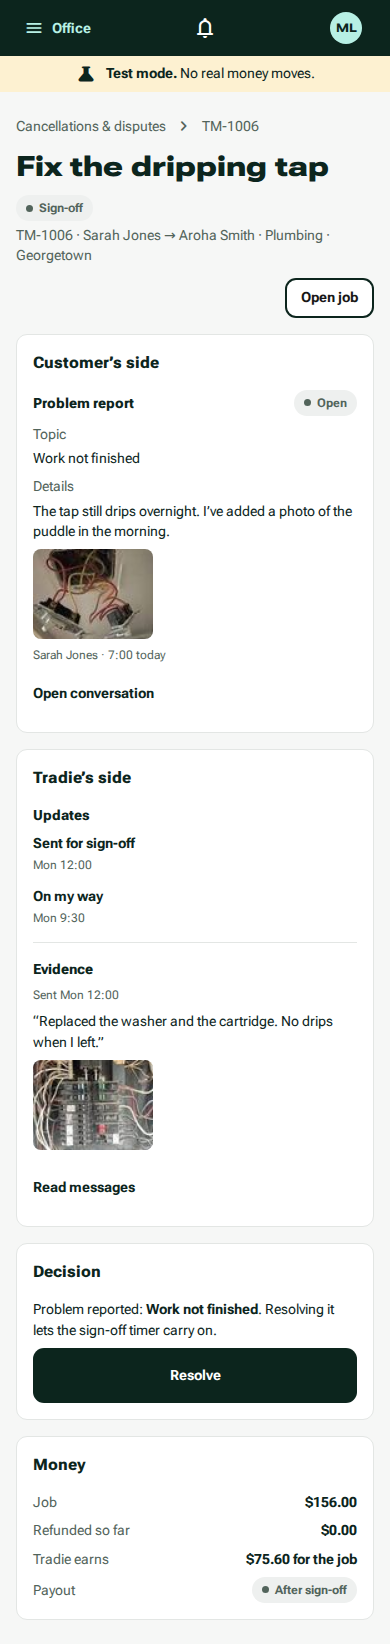 Office
ML
Test mode. No real money moves.
Cancellations & disputes > TM-1006
Fix the dripping tap
Sign-off
TM-1006 · Sarah Jones → Aroha Smith · Plumbing ·
Georgetown
Open job
Customer’s side
Problem report
Open
Topic
Work not finished
Details
The tap still drips overnight. I’ve added a photo of the
puddle in the morning.
Sarah Jones · 7:00 today
Open conversation
Tradie’s side
Updates
Sent for sign-off
Mon 12:00
On my way
Mon 9:30
Evidence
Sent Mon 12:00
“Replaced the washer and the cartridge. No drips
when I left.”
Read messages
Decision
Problem reported: Work not finished. Resolving it
lets the sign-off timer carry on.
Resolve
Money
Job $156.00
Refunded so far $0.00
Tradie earns $75.60 for the job
Payout After sign-off